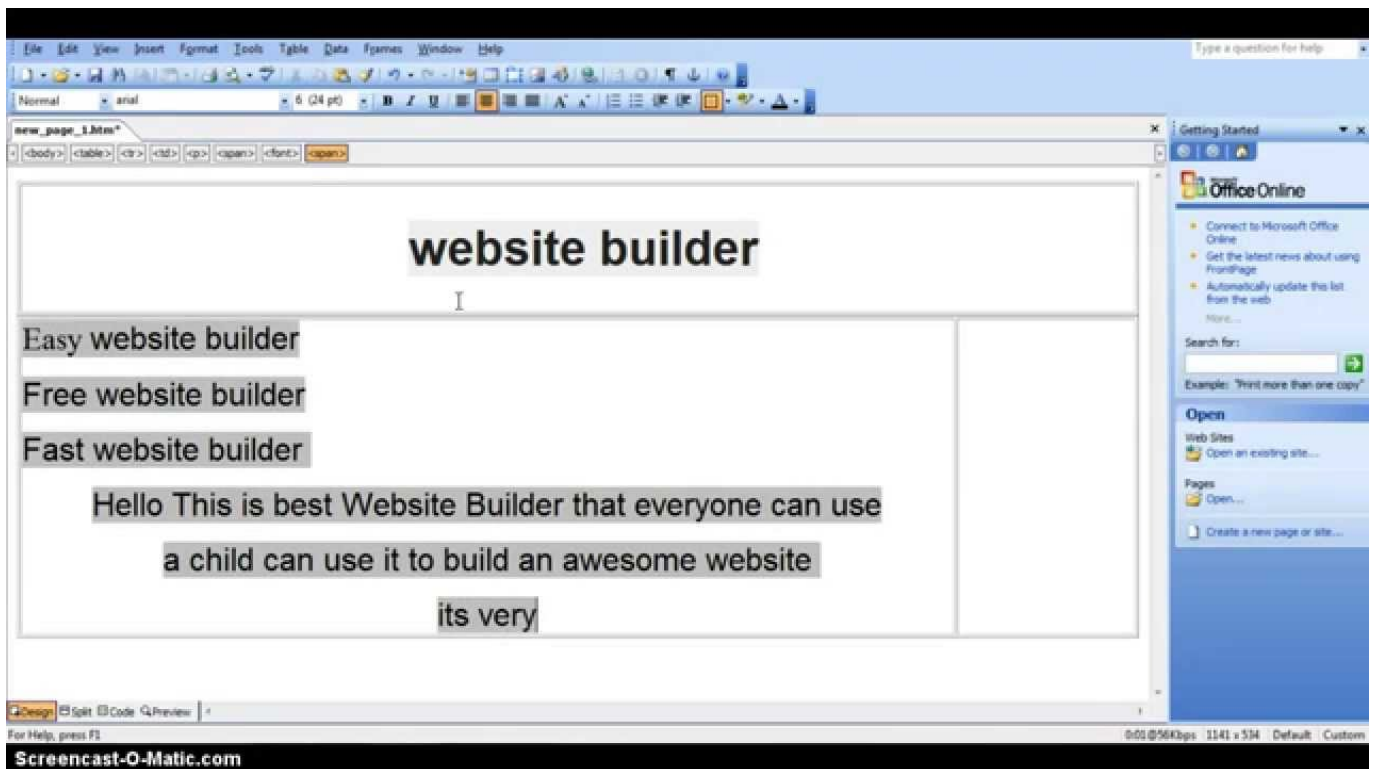 File Edit View Insert Format Tools Table Data Frames Window Help
Type a question for help
Normal arial 6 (24 pt) B I U A A A
new_page_1.htm*
<body> <table> <tr> <td> <p> <span> <font> <span>
Getting Started
Microsoft
Office Online
Connect to Microsoft Office
Online
Get the latest news about using
FrontPage
Automatically update this list
from the web
More...
Search for:
Example: "Print more than one copy"
Open
Web Sites
Open an existing site...
Pages
Open...
Create a new page or site...
website builder
Easy website builder
Free website builder
Fast website builder
Hello This is best Website Builder that everyone can use
a child can use it to build an awesome website
its very
Design Split Code Preview
For Help, press F1
0:01@56Kbps 1141 x 534 Default Custom
Screencast-O-Matic.com